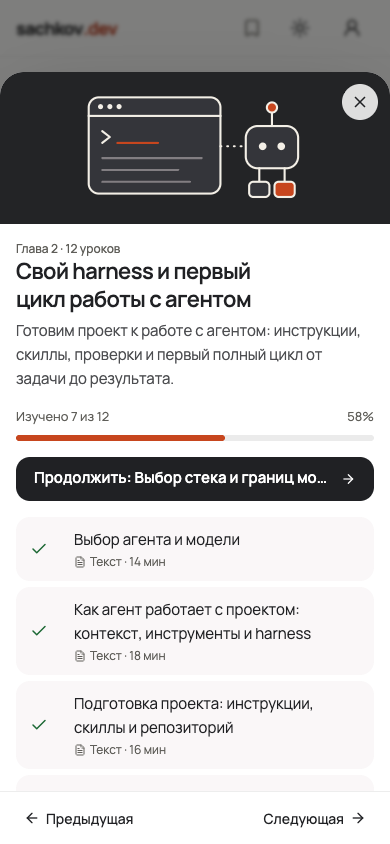 sachkov.dev
Глава 2 · 12 уроков
Свой harness и первый
цикл работы с агентом
Готовим проект к работе с агентом: инструкции,
скиллы, проверки и первый полный цикл от
задачи до результата.
Изучено 7 из 12
58%
Продолжить: Выбор стека и границ мо...
Выбор агента и модели
Текст · 14 мин
Как агент работает с проектом:
контекст, инструменты и harness
Текст · 18 мин
Подготовка проекта: инструкции,
скиллы и репозиторий
Текст · 16 мин
Предыдущая
Следующая